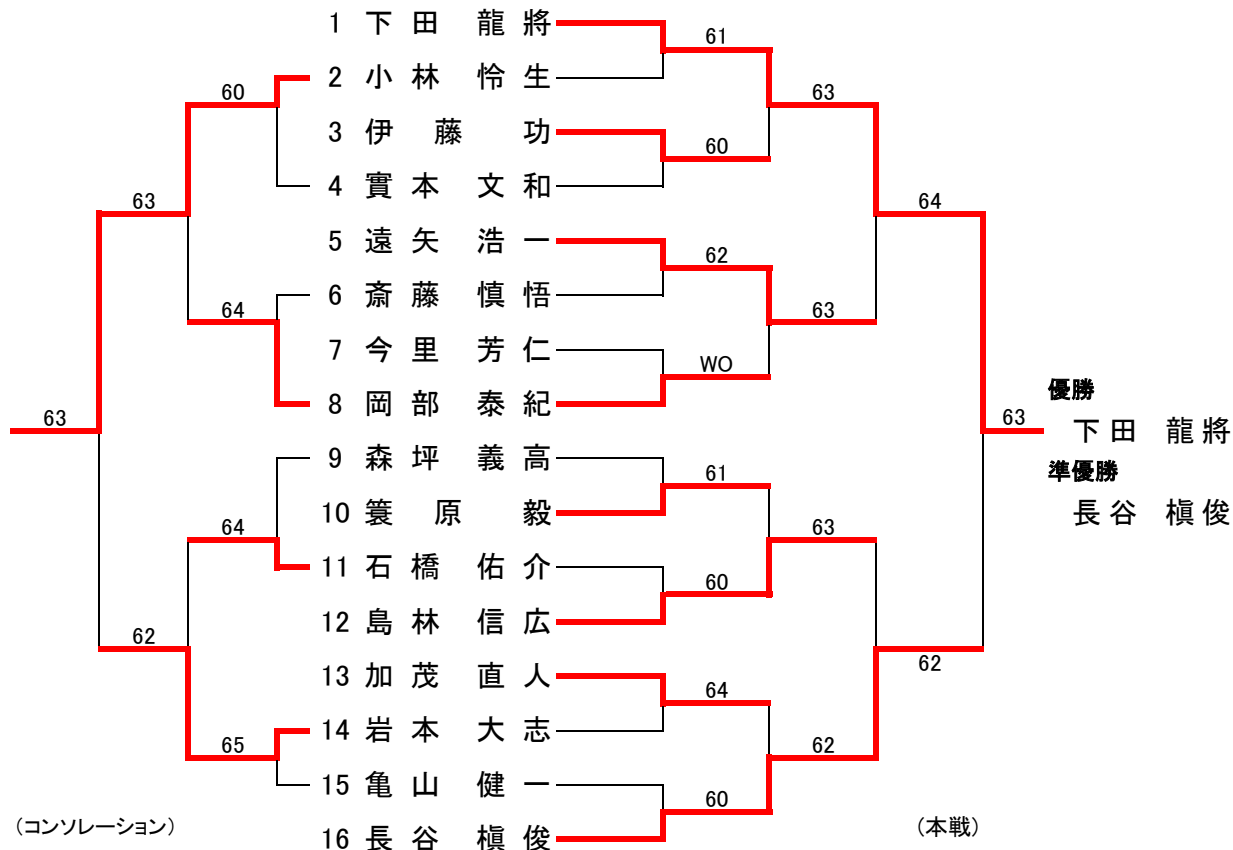 1 下田 龍將
61
2 小林 怜生
60
63
3 伊藤 功
60
4 實本 文和
63
64
5 遠矢 浩一
62
6 斎藤 慎悟
64
63
7 今里 芳仁
WO
8 岡部 泰紀
優勝
63
63
下田 龍將
9 森坪 義高
準優勝
61
10 簑原 毅
長谷 槇俊
64
63
11 石橋 佑介
60
12 島林 信広
62
62
13 加茂 直人
64
14 岩本 大志
65
62
15 亀山 健一
60
(コンソレーション)
(本戦)
16 長谷 槇俊